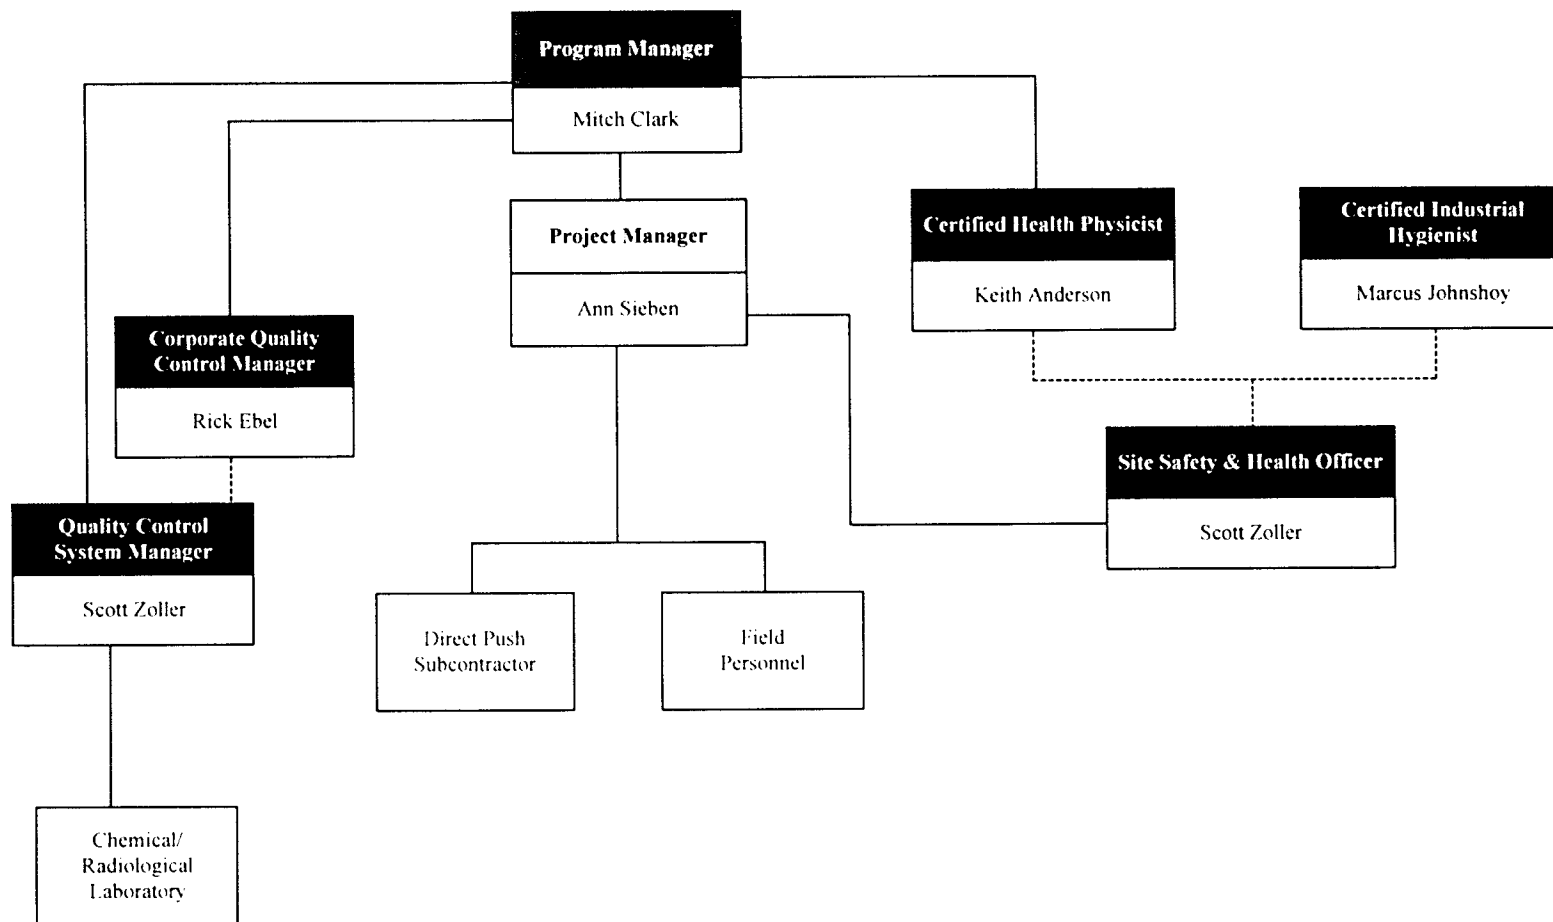 Program Manager
Mitch Clark
Project Manager
Ann Sieben
Certified Health Physicist
Keith Anderson
Certified Industrial
Hygienist
Marcus Johnshoy
Corporate Quality
Control Manager
Rick Ebel
Site Safety & Health Officer
Scott Zoller
Quality Control
System Manager
Scott Zoller
Direct Push
Subcontractor
Field
Personnel
Chemical/
Radiological
Laboratory